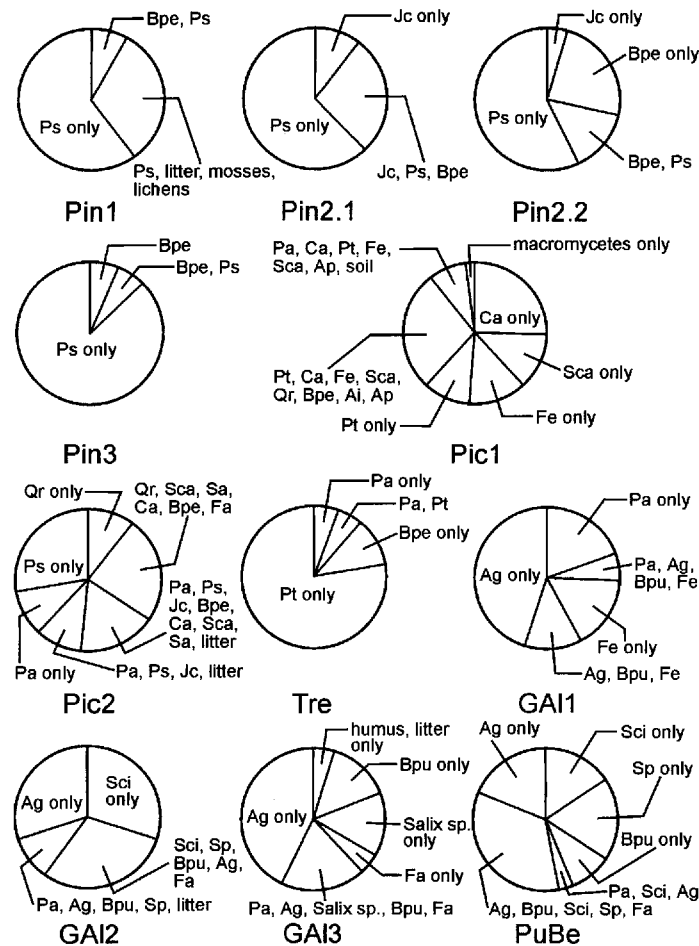 Bpe, Ps
Ps only
Ps, litter, mosses,
lichens
Pin1
Jc only
Ps only
Jc, Ps, Bpe
Pin2.1
Jc only
Bpe only
Ps only
Bpe, Ps
Pin2.2
Bpe
Bpe, Ps
Ps only
Pin3
Pa, Ca, Pt, Fe,
Sca, Ap, soil
macromycetes only
Ca only
Sca only
Pt, Ca, Fe, Sca,
Qr, Bpe, Ai, Ap
Pt only
Fe only
Pic1
Qr only
Qr, Sca, Sa,
Ca, Bpe, Fa
Ps only
Pa, Ps,
Jc, Bpe,
Ca, Sca,
Sa, litter
Pa only
Pa, Ps, Jc, litter
Pic2
Pa only
Pa, Pt
Bpe only
Pt only
Tre
Pa only
Pa, Ag,
Bpu, Fe
Ag only
Fe only
Ag, Bpu, Fe
GAI1
Sci
only
Ag only
Sci, Sp,
Bpu, Ag,
Fa
Pa, Ag, Bpu, Sp, litter
GAI2
humus, litter
only
Bpu only
Ag only
Salix sp.
only
Fa only
Pa, Ag, Salix sp., Bpu, Fa
GAI3
Ag only
Sci only
Sp only
Bpu only
Pa, Sci, Ag
Ag, Bpu, Sci, Sp, Fa
PuBe